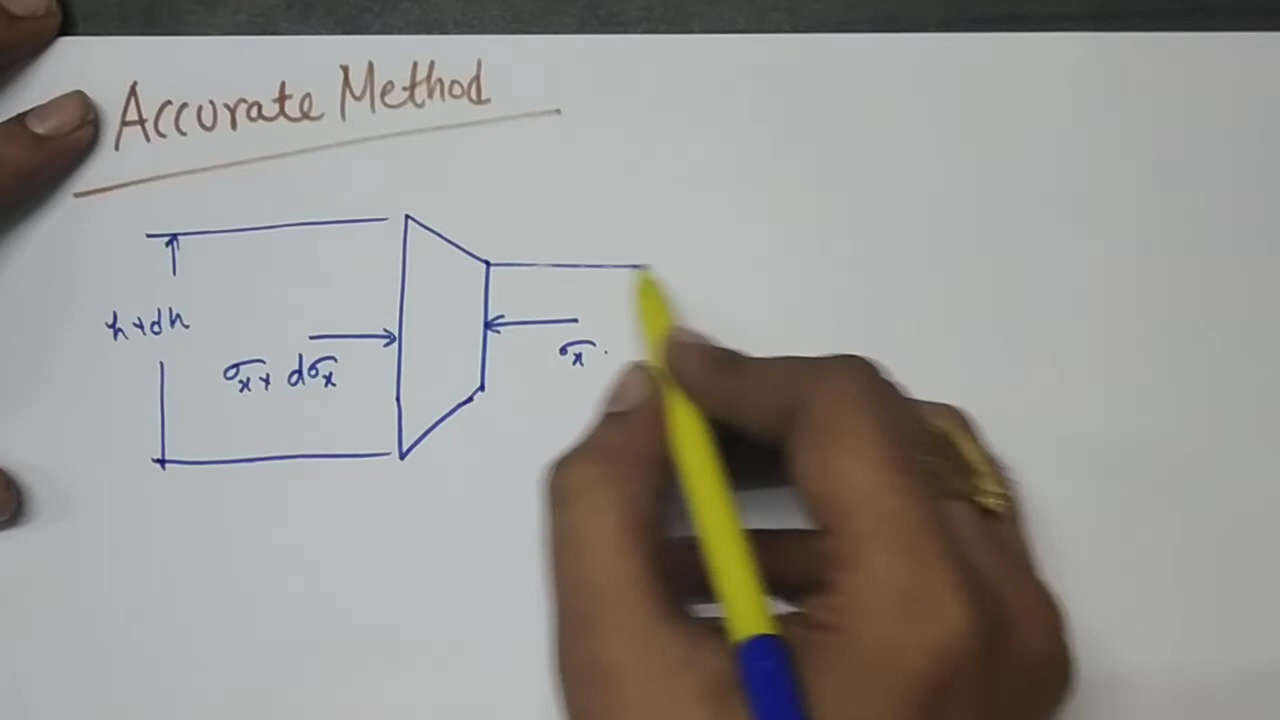 Accurate Method
h+dh
σx+ dσx
σx